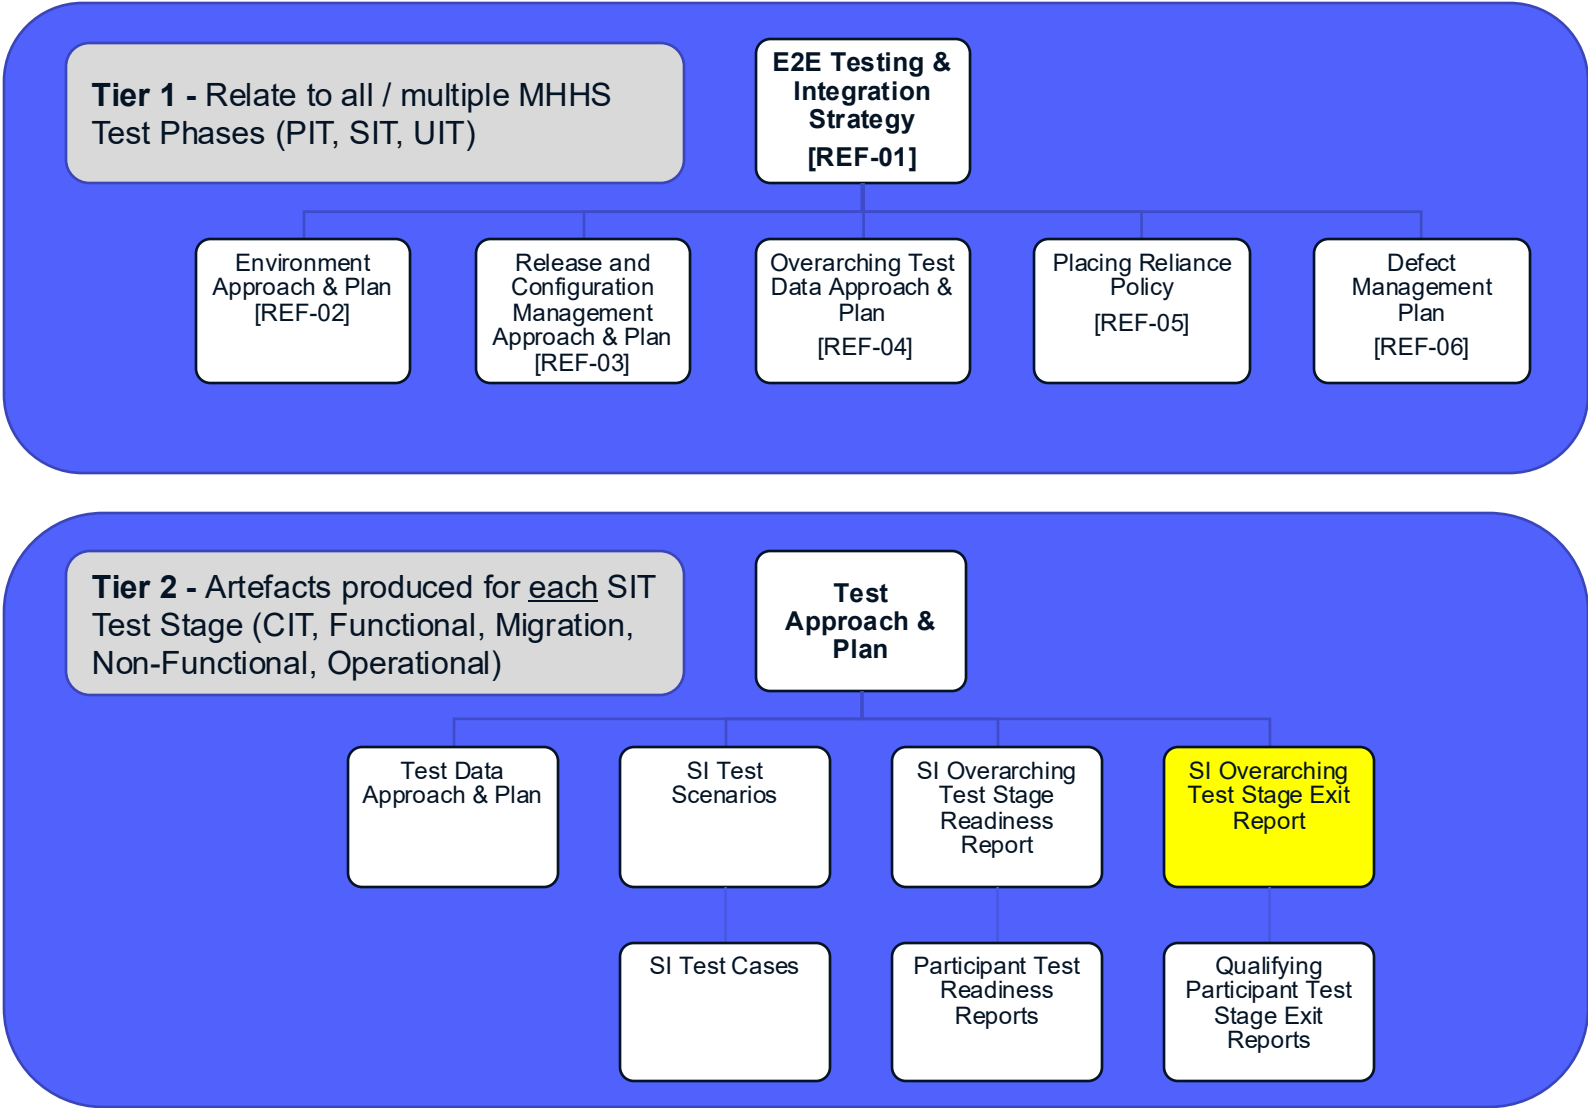 Tier 1 - Relate to all / multiple MHHS
Test Phases (PIT, SIT, UIT)
E2E Testing &
Integration
Strategy
[REF-01]
Environment
Approach & Plan
[REF-02]
Release and
Configuration
Management
Approach & Plan
[REF-03]
Overarching Test
Data Approach &
Plan
[REF-04]
Placing Reliance
Policy
[REF-05]
Defect
Management
Plan
[REF-06]
Tier 2 - Artefacts produced for each SIT
Test Stage (CIT, Functional, Migration,
Non-Functional, Operational)
Test
Approach &
Plan
Test Data
Approach & Plan
SI Test
Scenarios
SI Overarching
Test Stage
Readiness
Report
SI Overarching
Test Stage Exit
Report
SI Test Cases
Participant Test
Readiness
Reports
Qualifying
Participant Test
Stage Exit
Reports